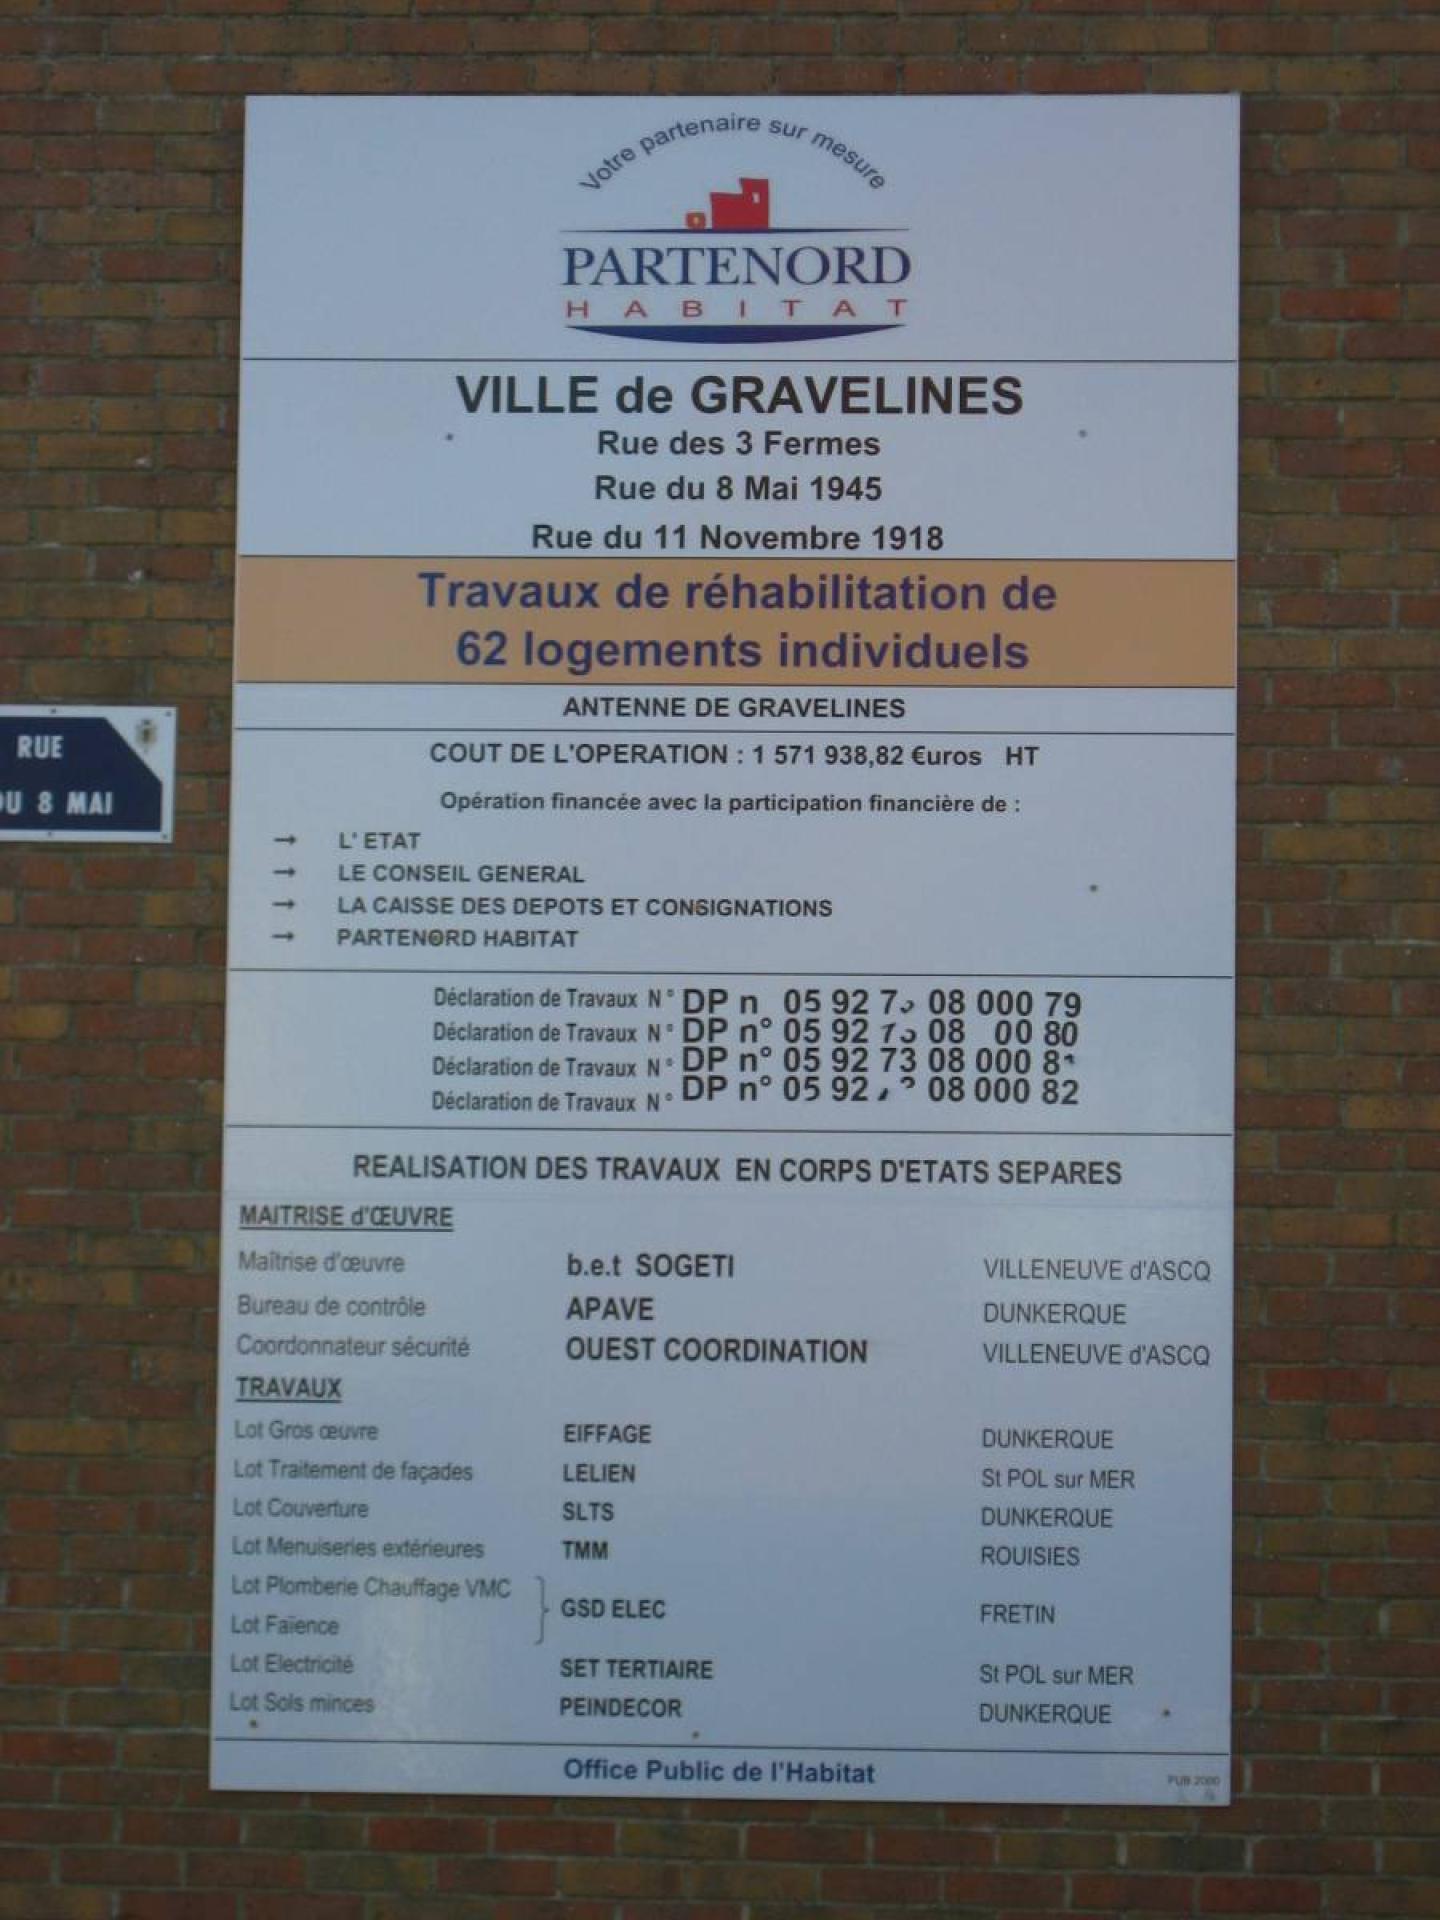 Votre partenaire sur mesure
PARTENORD
HABITAT
VILLE de GRAVELINES
Rue des 3 Fermes
Rue du 8 Mai 1945
Rue du 11 Novembre 1918
Travaux de réhabilitation de
62 logements individuels
ANTENNE DE GRAVELINES
RUE
DU 8 MAI
COUT DE L'OPERATION : 1 571 938,82 €uros HT
Opération financée avec la participation financière de :
→ L' ETAT
→ LE CONSEIL GENERAL
→ LA CAISSE DES DEPOTS ET CONSIGNATIONS
→ PARTENORD HABITAT
Déclaration de Travaux N° DP n 05 92 08 000 79
Déclaration de Travaux N° DP n° 05 92 08 00 80
Déclaration de Travaux N° DP n° 05 92 73 08 000
Déclaration de Travaux N° DP n° 05 92 08 000 82
REALISATION DES TRAVAUX EN CORPS D'ETATS SEPARES
MAITRISE d'ŒUVRE
Maîtrise d'œuvre b.e.t SOGETI VILLENEUVE d'ASCQ
Bureau de contrôle APAVE DUNKERQUE
Coordonnateur sécurité OUEST COORDINATION VILLENEUVE d'ASCQ
TRAVAUX
Lot Gros œuvre EIFFAGE DUNKERQUE
Lot Traitement de façades LELIEN St POL sur MER
Lot Couverture SLTS DUNKERQUE
Lot Menuiseries extérieures TMM ROUISIES
Lot Plomberie Chauffage VMC
GSD ELEC FRETIN
Lot Faïence
Lot Electricité SET TERTIAIRE St POL sur MER
Lot Sols minces PEINDECOR DUNKERQUE
Office Public de l'Habitat
PUB 2000